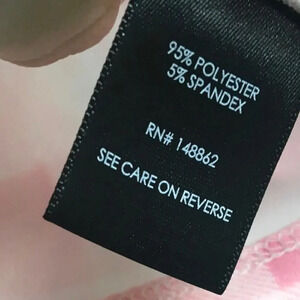 95% POLYESTER
5% SPANDEX
RN# 148862
SEE CARE ON REVERSE